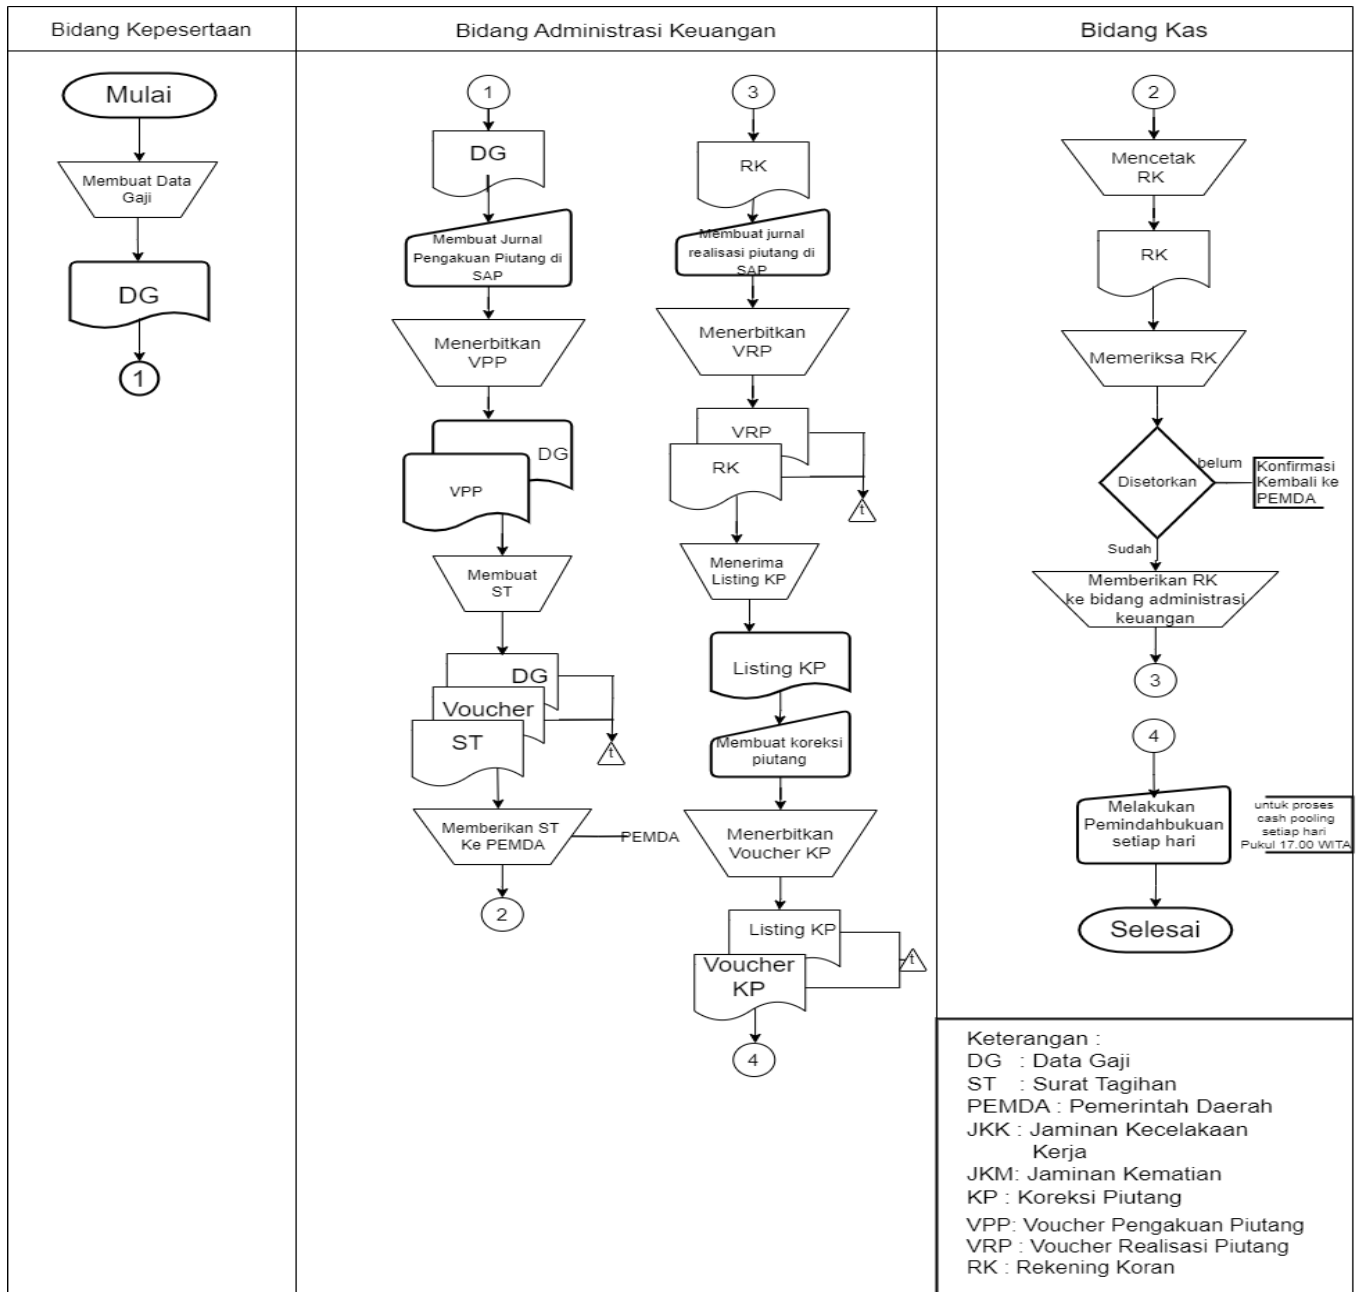 Bidang Kepesertaan
Mulai
Membuat Data
Gaji
DG
1
Bidang Administrasi Keuangan
1
DG
Membuat Jurnal
Pengakuan Piutang di
SAP
Menerbitkan
VPP
DG
VPP
Membuat
ST
DG
Voucher
ST
t
Memberikan ST
Ke PEMDA
PEMDA
2
3
RK
Membuat jurnal
realisasi piutang di
SAP
Menerbitkan
VRP
VRP
RK
t
Menerima
Listing KP
Listing KP
Membuat koreksi
piutang
Menerbitkan
Voucher KP
Listing KP
Voucher
KP
t
4
Bidang Kas
2
Mencetak
RK
RK
Memeriksa RK
Disetorkan
belum
Konfirmasi
Kembali ke
PEMDA
Sudah
Memberikan RK
ke bidang administrasi
keuangan
3
4
Melakukan
Pemindahbukuan
setiap hari
untuk proses
cash pooling
setiap hari
Pukul 17.00 WITA
Selesai
Keterangan :
DG : Data Gaji
ST : Surat Tagihan
PEMDA : Pemerintah Daerah
JKK : Jaminan Kecelakaan
Kerja
JKM: Jaminan Kematian
KP : Koreksi Piutang
VPP: Voucher Pengakuan Piutang
VRP : Voucher Realisasi Piutang
RK : Rekening Koran